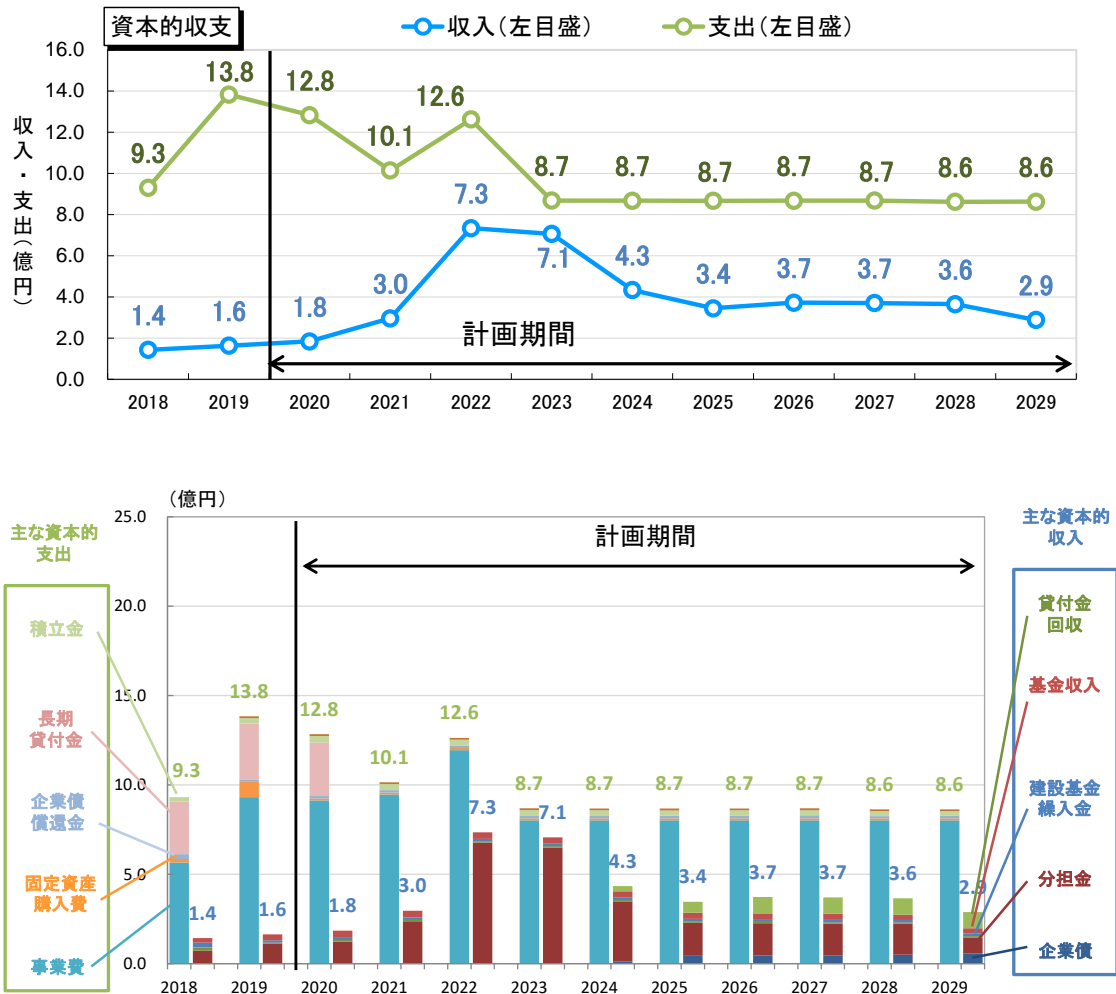 資本的収支
収入(左目盛)
支出(左目盛)
収入・支出(億円)
16.0
14.0
12.0
10.0
8.0
6.0
4.0
2.0
0.0
9.3
13.8
12.8
10.1
12.6
8.7
8.7
8.7
8.7
8.7
8.6
8.6
1.4
1.6
1.8
3.0
7.3
7.1
4.3
3.4
3.7
3.7
3.6
2.9
計画期間
2018 2019 2020 2021 2022 2023 2024 2025 2026 2027 2028 2029
(億円)
25.0
20.0
15.0
10.0
5.0
0.0
計画期間
主な資本的
支出
積立金
長期
貸付金
企業債
償還金
固定資産
購入費
事業費
9.3
13.8
12.8
10.1
12.6
8.7
8.7
8.7
8.7
8.7
8.6
8.6
1.4
1.6
1.8
3.0
7.3
7.1
4.3
3.4
3.7
3.7
3.6
2.9
2018 2019 2020 2021 2022 2023 2024 2025 2026 2027 2028 2029
主な資本的
収入
貸付金
回収
基金収入
建設基金
繰入金
分担金
企業債